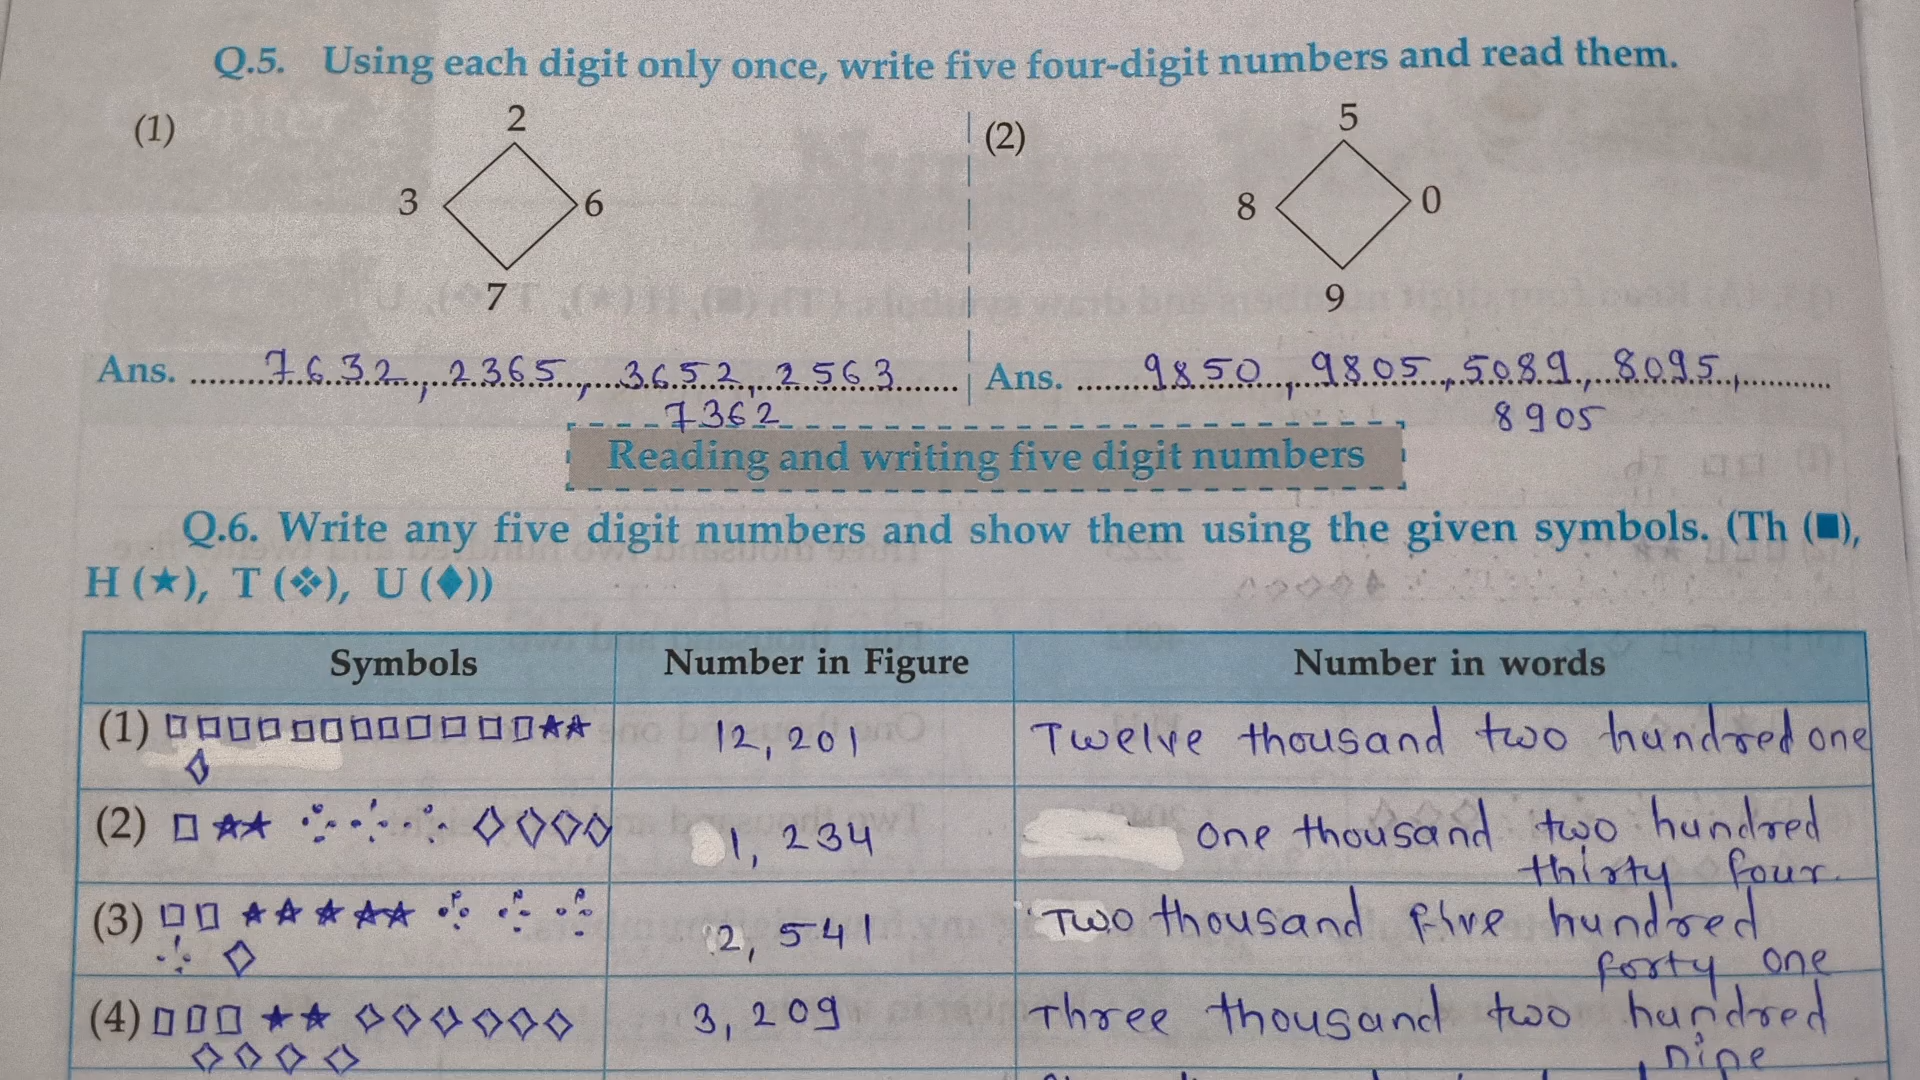 Q.5. Using each digit only once, write five four-digit numbers and read them.
(1) 2 3 6 7
(2) 5 8 0 9
Ans. 7632, 2365, 3652, 2563
7362
Ans. 9850, 9805, 5089, 8095,
8905
Reading and writing five digit numbers
Q.6. Write any five digit numbers and show them using the given symbols. (Th (■),
H (★), T (❖), U (♦))
Symbols Number in Figure Number in words
(1) 12,201 Twelve thousand two hundred one
(2) 1,234 one thousand two hundred
thirty four.
(3) 2,541 Two thousand five hundred
forty one
(4) 3,209 Three thousand two hundred
nine